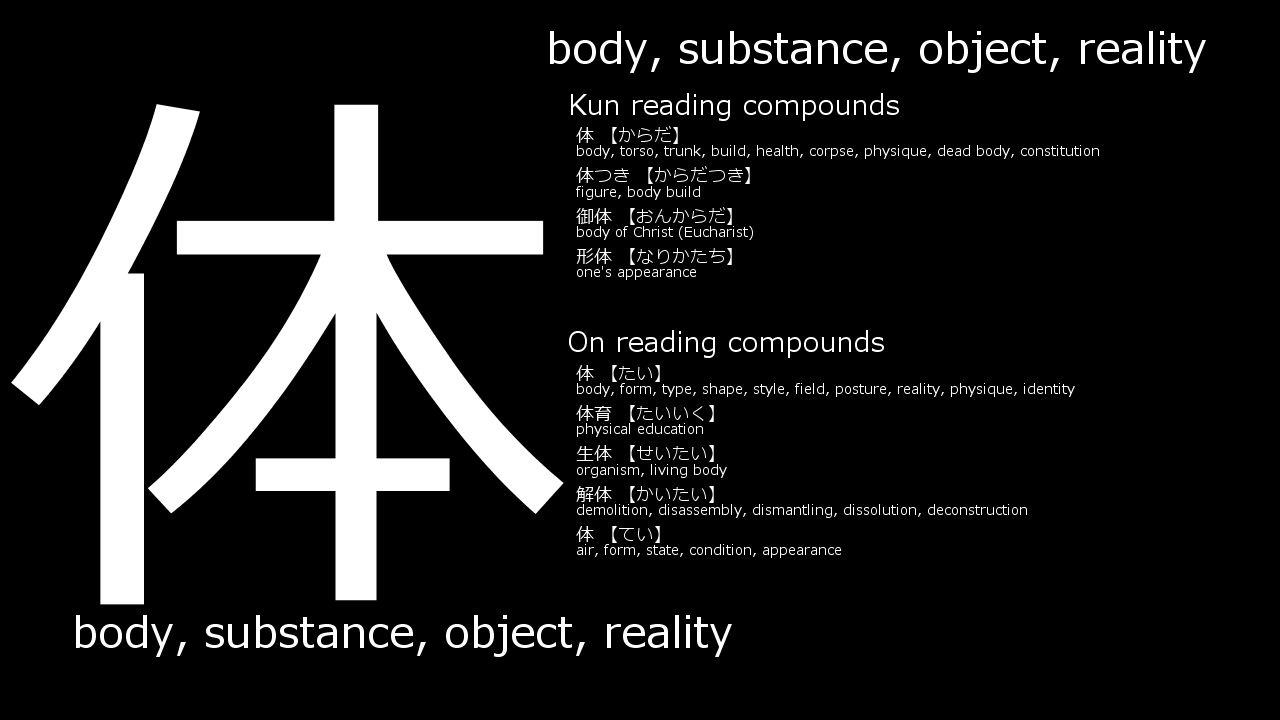 body, substance, object, reality
体
Kun reading compounds
体 【からだ】
body, torso, trunk, build, health, corpse, physique, dead body, constitution
体つき 【からだつき】
figure, body build
御体 【おんからだ】
body of Christ (Eucharist)
形体 【なりかたち】
one's appearance
On reading compounds
体 【たい】
body, form, type, shape, style, field, posture, reality, physique, identity
体育 【たいいく】
physical education
生体 【せいたい】
organism, living body
解体 【かいたい】
demolition, disassembly, dismantling, dissolution, deconstruction
体 【てい】
air, form, state, condition, appearance
body, substance, object, reality